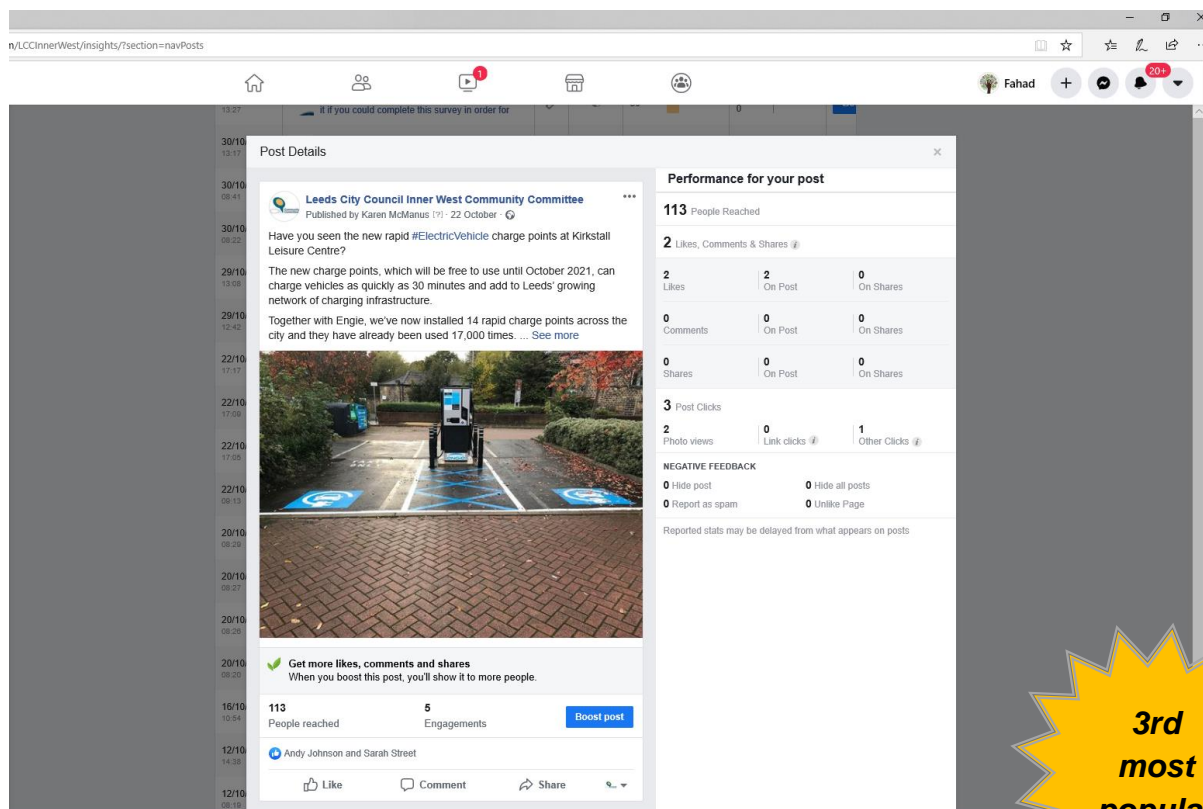 n/LCCInnerWest/insights/?section=navPosts
1
Fahad
20+
13:27
it if you could complete this survey in order for
0
30/10/
13:17
30/10/
08:41
30/10/
08:22
29/10/
13:08
29/10/
12:42
22/10/
17:17
22/10/
17:09
22/10/
17:05
22/10/
09:13
20/10/
08:29
20/10/
08:27
20/10/
08:26
20/10/
08:20
16/10/
10:54
12/10/
14:38
12/10/
08:19
Post Details
Leeds City Council Inner West Community Committee
Published by Karen McManus [?] · 22 October ·
Have you seen the new rapid #ElectricVehicle charge points at Kirkstall
Leisure Centre?
The new charge points, which will be free to use until October 2021, can
charge vehicles as quickly as 30 minutes and add to Leeds' growing
network of charging infrastructure.
Together with Engie, we've now installed 14 rapid charge points across the
city and they have already been used 17,000 times. ... See more
Get more likes, comments and shares
When you boost this post, you'll show it to more people.
113 5
People reached Engagements Boost post
Andy Johnson and Sarah Street
Like Comment Share
Performance for your post
113 People Reached
2 Likes, Comments & Shares
2 2 0
Likes On Post On Shares
0 0 0
Comments On Post On Shares
0 0 0
Shares On Post On Shares
3 Post Clicks
2 0 1
Photo views Link clicks Other Clicks
NEGATIVE FEEDBACK
0 Hide post 0 Hide all posts
0 Report as spam 0 Unlike Page
Reported stats may be delayed from what appears on posts
3rd
most